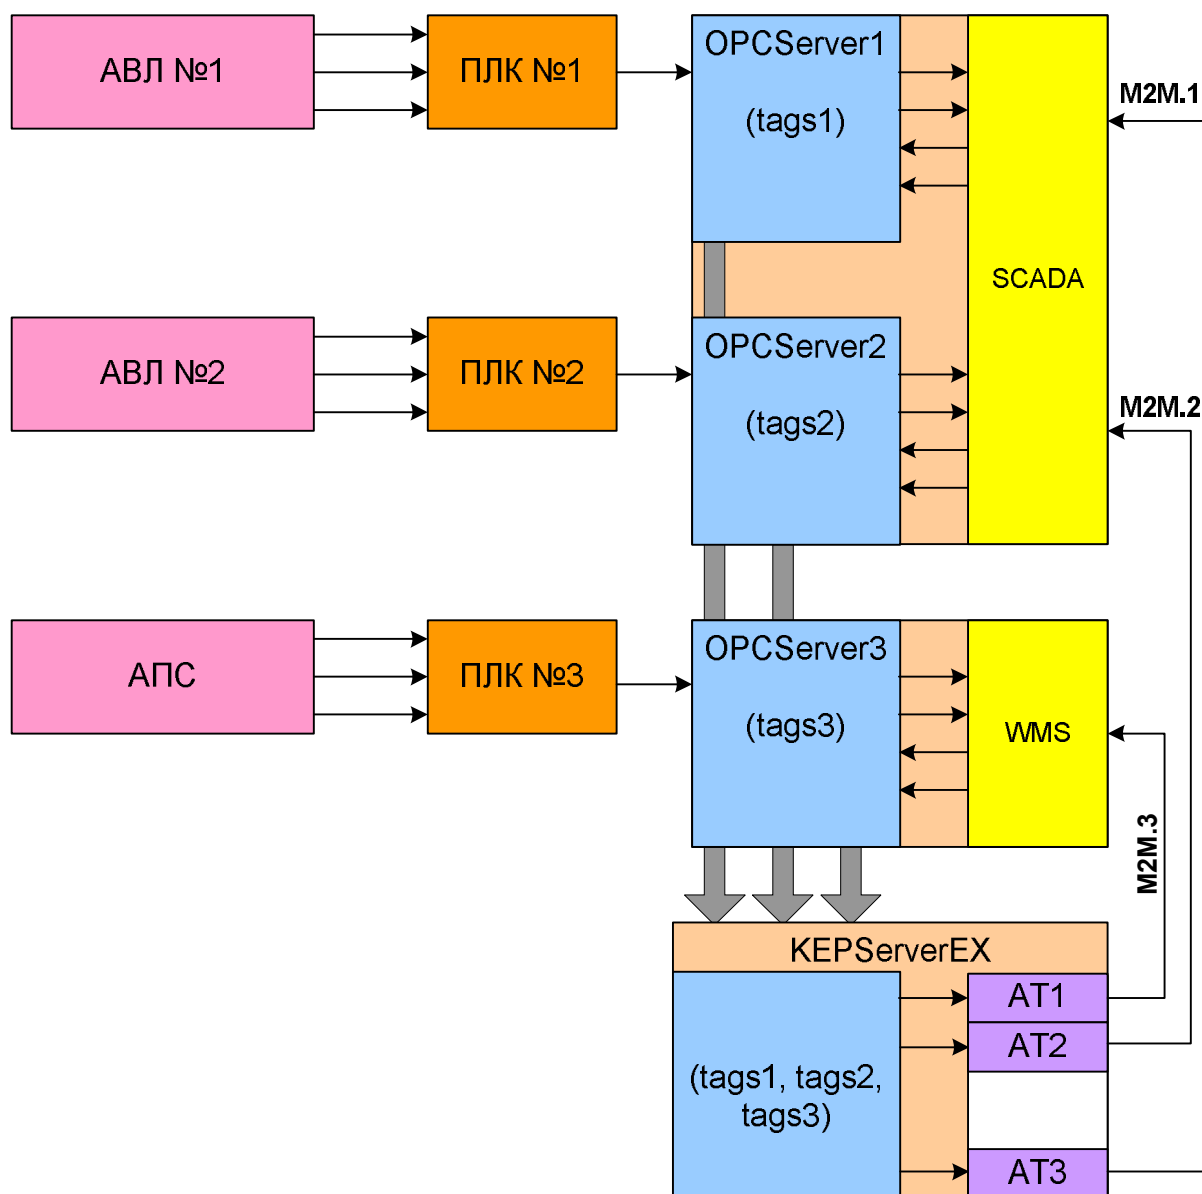 АВЛ №1
ПЛК №1
OPCServer1
(tags1)
M2M.1
SCADA
АВЛ №2
ПЛК №2
OPCServer2
(tags2)
M2M.2
АПС
ПЛК №3
OPCServer3
(tags3)
WMS
M2M.3
KEPServerEX
(tags1, tags2,
tags3)
AT1
AT2
AT3